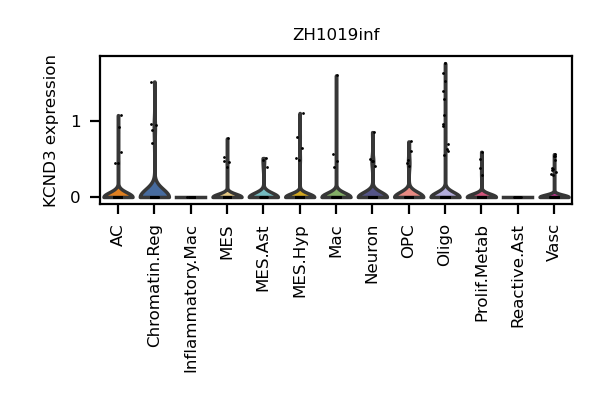 ZH1019inf
KCND3 expression
1
0
AC
Chromatin.Reg
Inflammatory.Mac
MES
MES.Ast
MES.Hyp
Mac
Neuron
OPC
Oligo
Prolif.Metab
Reactive.Ast
Vasc